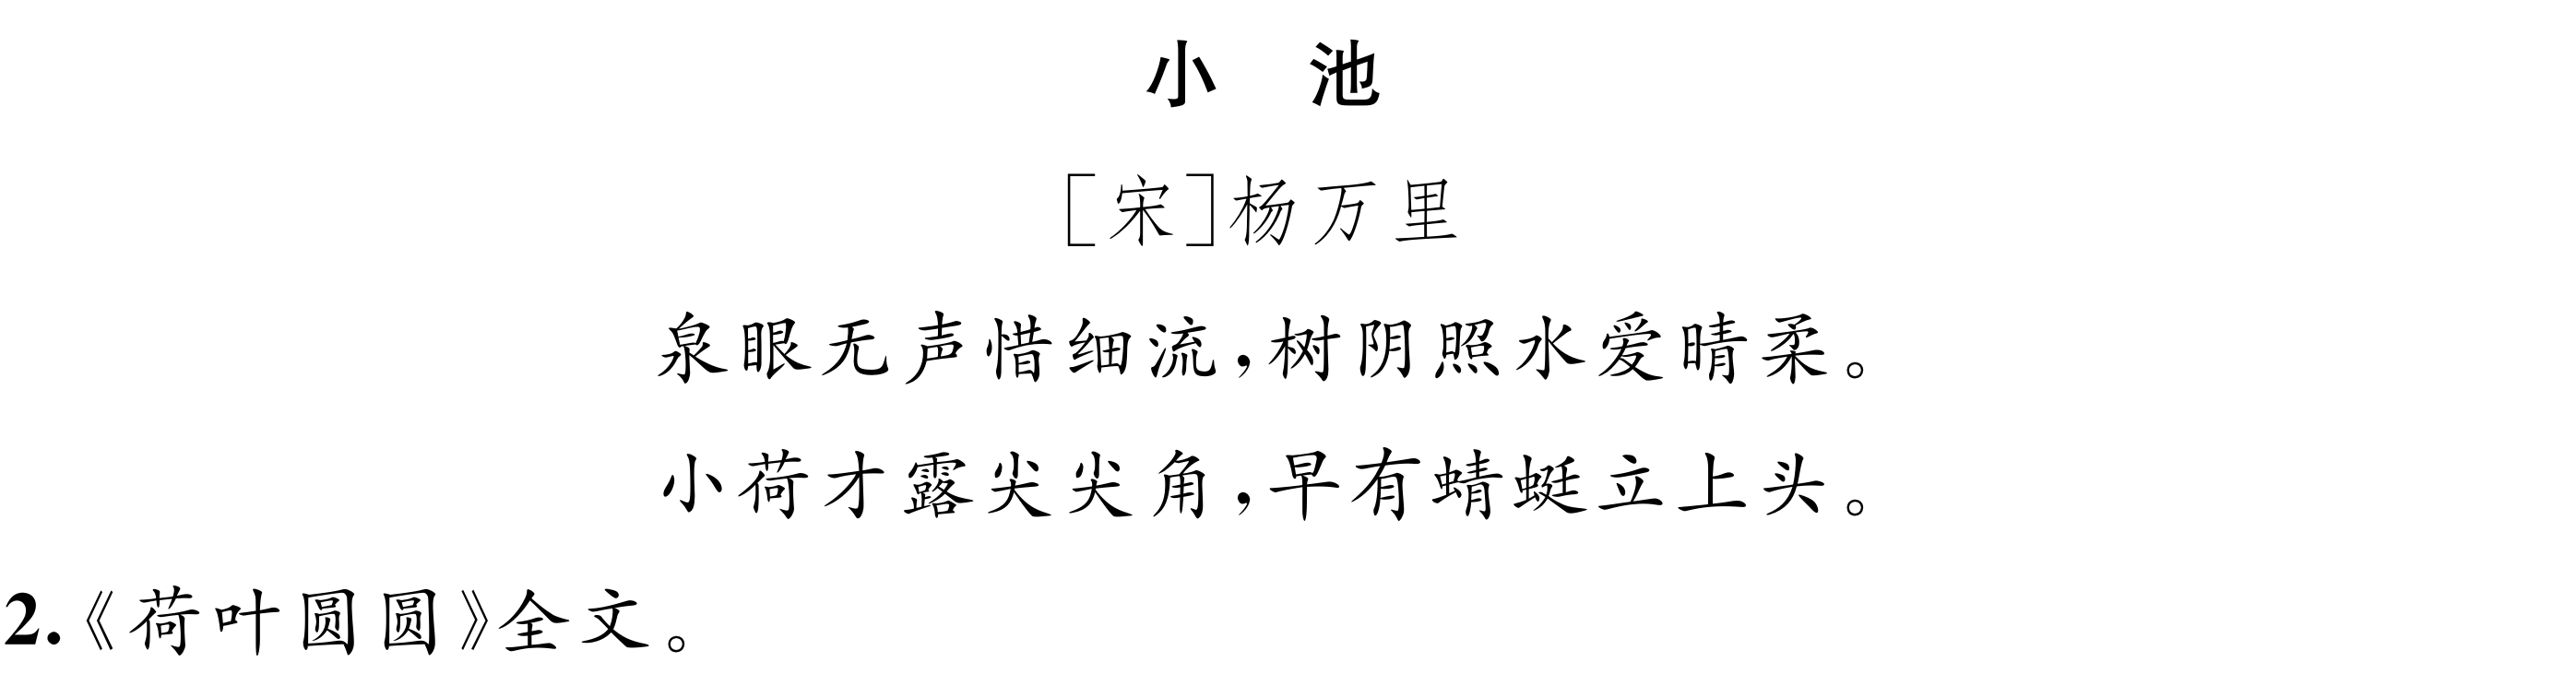 小 池
[宋]杨万里
泉眼无声惜细流,树阴照水爱晴柔。
小荷才露尖尖角,早有蜻蜓立上头。
2.《荷叶圆圆》全文。